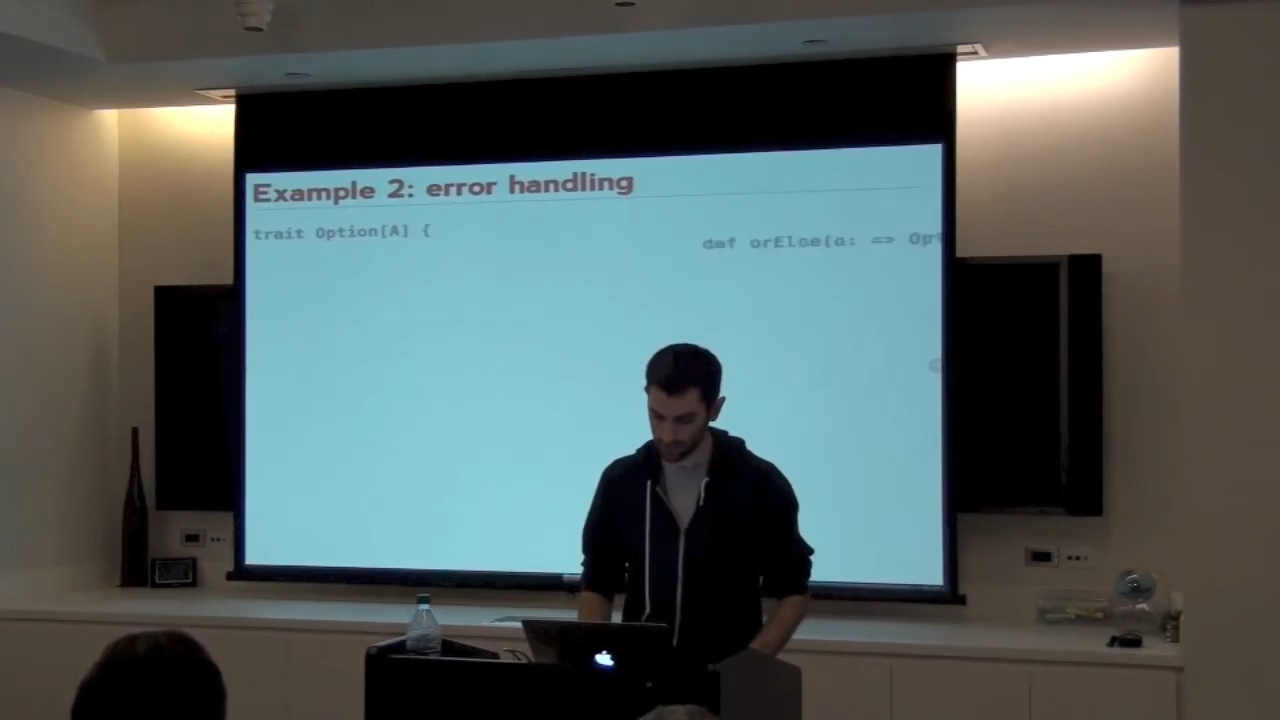 Example 2: error handling
trait Option[A] {
def orElse(a: => Opt